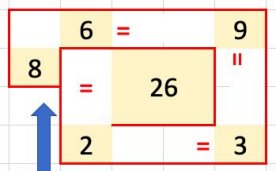 6 = 9
8 =
= 26
2 = 3